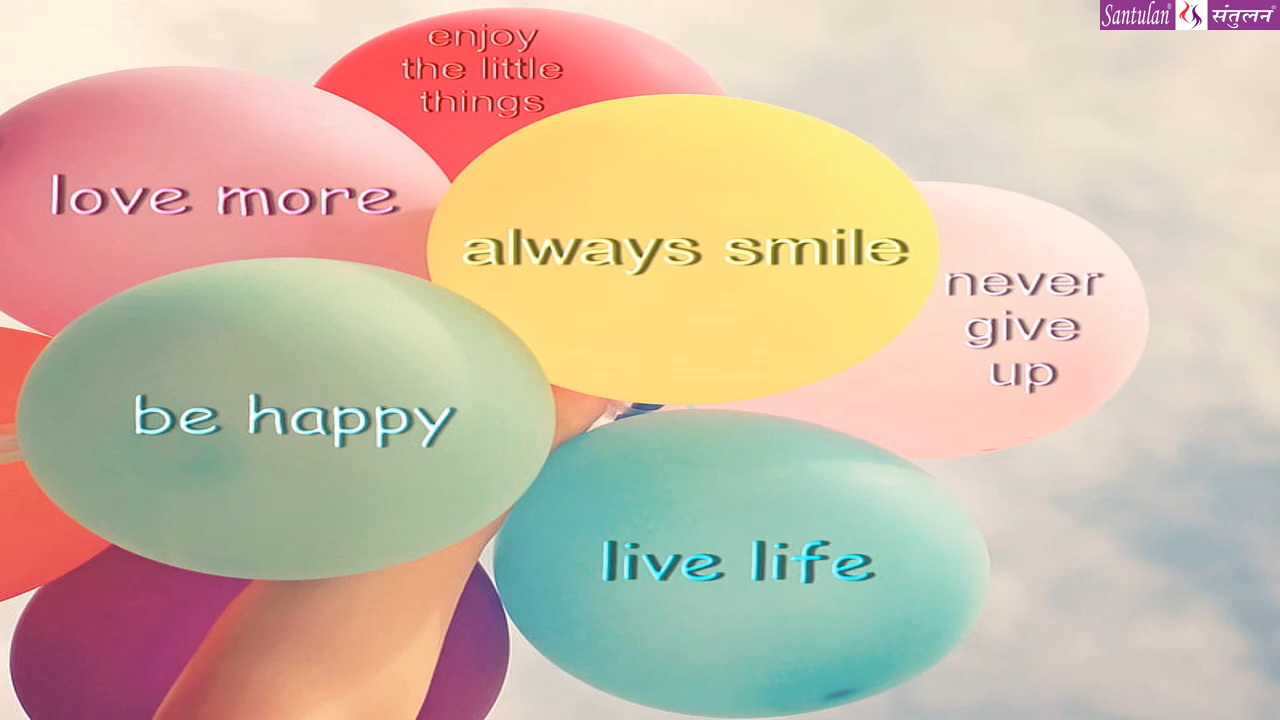 Santulan® संतुलन®
enjoy
the little
things
love more
always smile
never
give
up
be happy
live life